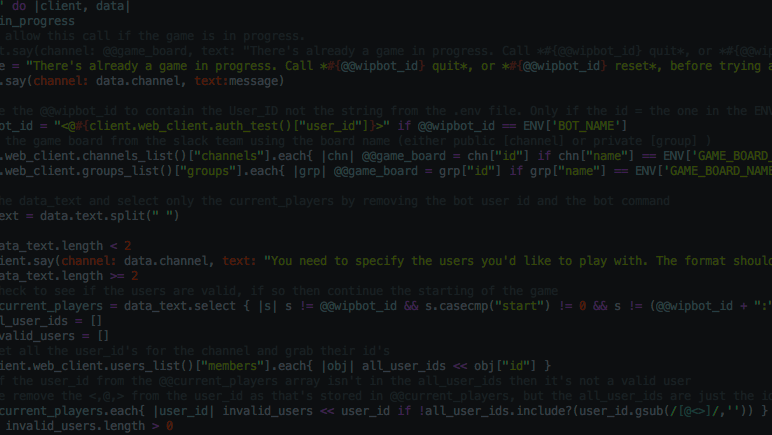 " do |client, data|
in_progress
allow this call if the game is in progress.
t.say(channel: @@game_board, text: "There's already a game in progress. Call *#{@@wipbot_id} quit*, or *#{@@wip
e = "There's already a game in progress. Call *#{@@wipbot_id} quit*, or *#{@@wipbot_id} reset*, before trying a
.say(channel: data.channel, text:message)
e the @@wipbot_id to contain the User_ID not the string from the .env file. Only if the id = the one in the ENV
bot_id = "<@#{client.web_client.auth_test()["user_id"]}>" if @@wipbot_id == ENV['BOT_NAME']
the game board from the slack team using the board name (either public [channel] or private [group] )
.web_client.channels_list()["channels"].each{ |chn| @@game_board = chn["id"] if chn["name"] == ENV['GAME_BOARD_
.web_client.groups_list()["groups"].each{ |grp| @@game_board = grp["id"] if grp["name"] == ENV['GAME_BOARD_NAME
the data_text and select only the current_players by removing the bot user id and the bot command
ext = data.text.split(" ")
ata_text.length < 2
ient.say(channel: data.channel, text: "You need to specify the users you'd like to play with. The format shoul
ata_text.length >= 2
heck to see if the users are valid, if so then continue the starting of the game
current_players = data_text.select { |s| s != @@wipbot_id && s.casecmp("start") != 0 && s != (@@wipbot_id + ":"
ll_user_ids = []
nvalid_users = []
et all the user_id's for the channel and grab their id's
lient.web_client.users_list()["members"].each{ |obj| all_user_ids << obj["id"] }
f the user_id from the @@current_players array isn't in the all_user_ids then it's not a valid user
e remove the <,@,> from the user_id as that's stored in @@current_players, but the all_user_ids are just the id
current_players.each{ |user_id| invalid_users << user_id if !all_user_ids.include?(user_id.gsub(/[@<>]/,'')) }
invalid_users.length > 0